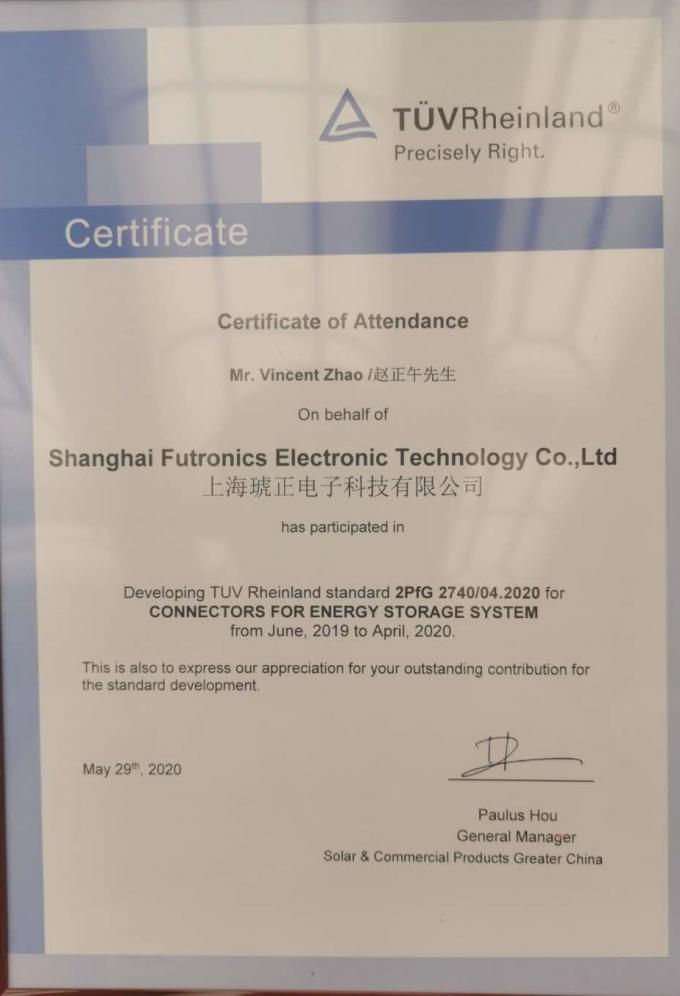 TÜVRheinland®
Precisely Right.
Certificate
Certificate of Attendance
Mr. Vincent Zhao /赵正午先生
On behalf of
Shanghai Futronics Electronic Technology Co.,Ltd
上海琥正电子科技有限公司
has participated in
Developing TUV Rheinland standard 2PfG 2740/04.2020 for
CONNECTORS FOR ENERGY STORAGE SYSTEM
from June, 2019 to April, 2020.
This is also to express our appreciation for your outstanding contribution for
the standard development.
May 29th, 2020
Paulus Hou
General Manager
Solar & Commercial Products Greater China